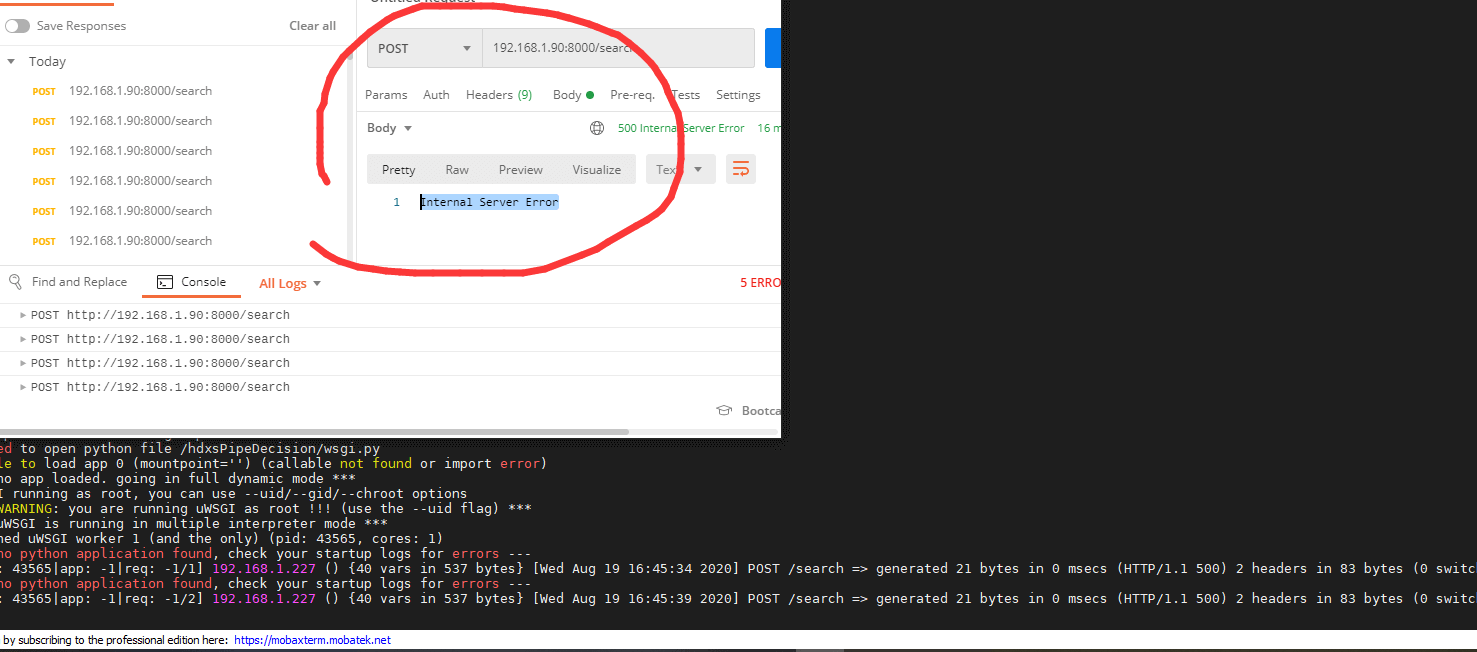 Untitled Request
Save Responses
Clear all
Today
POST 192.168.1.90:8000/search
POST 192.168.1.90:8000/search
POST 192.168.1.90:8000/search
POST 192.168.1.90:8000/search
POST 192.168.1.90:8000/search
POST 192.168.1.90:8000/search
POST 192.168.1.90:8000/search
Params Auth Headers (9) Body Pre-req. Tests Settings
Body 500 Internal Server Error 16 m
Pretty Raw Preview Visualize Text
1 Internal Server Error
Find and Replace Console All Logs 5 ERRO
POST http://192.168.1.90:8000/search
POST http://192.168.1.90:8000/search
POST http://192.168.1.90:8000/search
POST http://192.168.1.90:8000/search
Bootca
ed to open python file /hdxsPipeDecision/wsgi.py
le to load app 0 (mountpoint='') (callable not found or import error)
no app loaded. going in full dynamic mode ***
I running as root, you can use --uid/--gid/--chroot options
WARNING: you are running uWSGI as root !!! (use the --uid flag) ***
uWSGI is running in multiple interpreter mode ***
ned uWSGI worker 1 (and the only) (pid: 43565, cores: 1)
no python application found, check your startup logs for errors ---
: 43565|app: -1|req: -1/1] 192.168.1.227 () {40 vars in 537 bytes} [Wed Aug 19 16:45:34 2020] POST /search => generated 21 bytes in 0 msecs (HTTP/1.1 500) 2 headers in 83 bytes (0 switc
no python application found, check your startup logs for errors ---
: 43565|app: -1|req: -1/2] 192.168.1.227 () {40 vars in 537 bytes} [Wed Aug 19 16:45:39 2020] POST /search => generated 21 bytes in 0 msecs (HTTP/1.1 500) 2 headers in 83 bytes (0 switc
by subscribing to the professional edition here: https://mobaxterm.mobatek.net